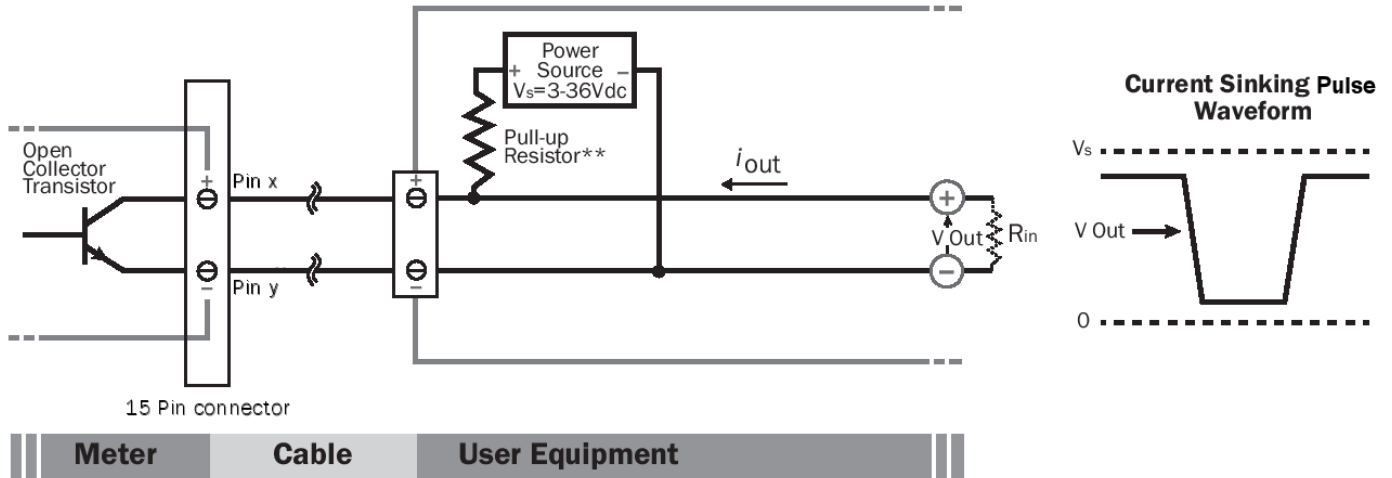 Power
+ Source −
Vs=3-36Vdc
Pull-up
Resistor**
Open
Collector
Transistor
+
Pin x
−
Pin y
+
−
iout
+
V Out
−
Rin
15 Pin connector
Meter
Cable
User Equipment
Current Sinking Pulse
Waveform
Vs
V Out
0